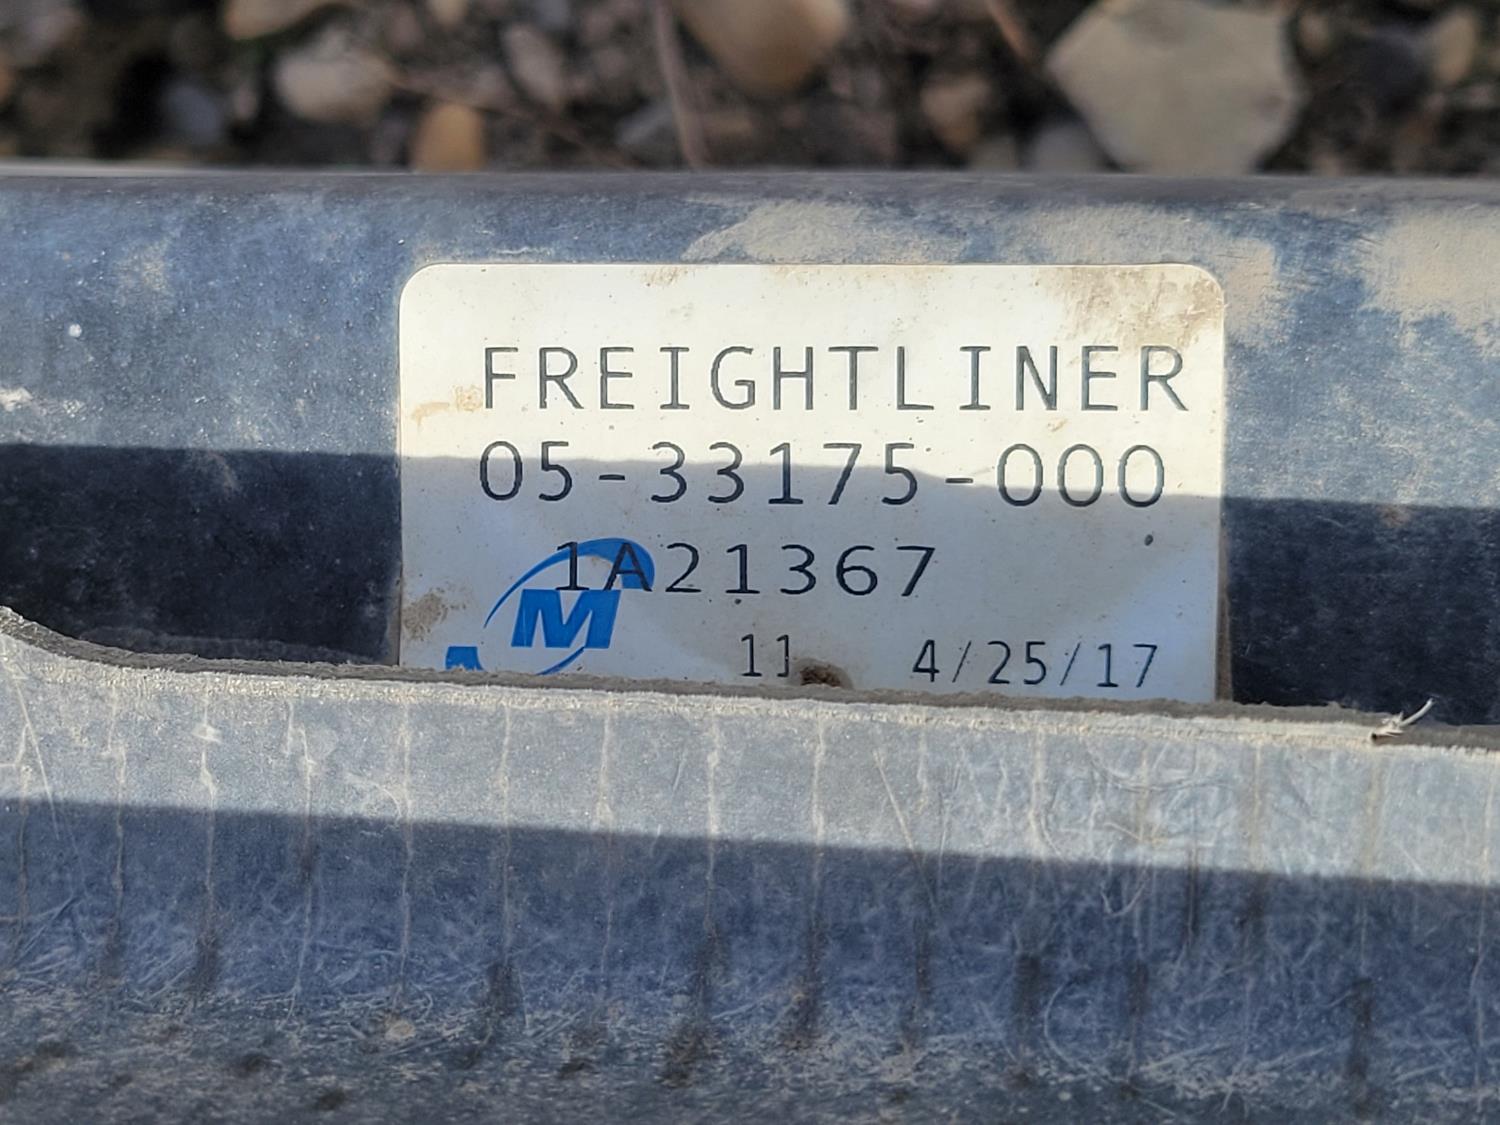 FREIGHTLINER
05-33175-000
1A21367
M
11 4/25/17